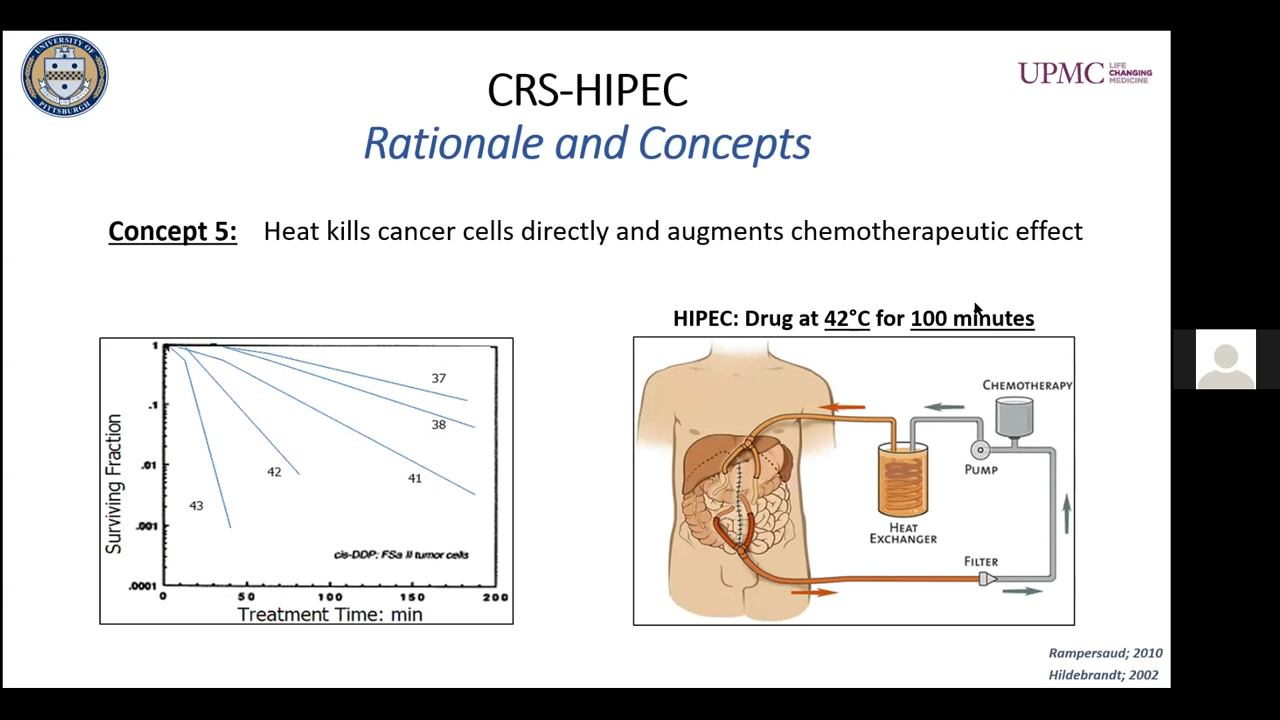 UNIVERSITY OF
PITTSBURGH
UPMC LIFE
CHANGING
MEDICINE
CRS-HIPEC
Rationale and Concepts
Concept 5: Heat kills cancer cells directly and augments chemotherapeutic effect
Surviving Fraction
1
.1
.01
.001
.0001
37
38
42
41
43
cis-DDP: FSa II tumor cells
0 50 100 150 200
Treatment Time: min
HIPEC: Drug at 42°C for 100 minutes
CHEMOTHERAPY
PUMP
HEAT
EXCHANGER
FILTER
Rampersaud; 2010
Hildebrandt; 2002